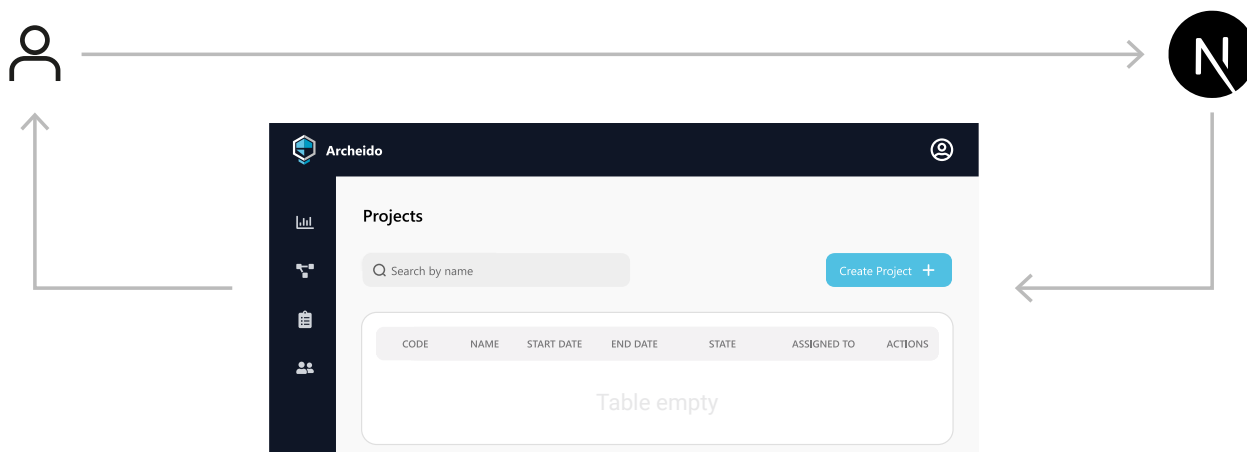 Archeido
Projects
Search by name
Create Project +
CODE NAME START DATE END DATE STATE ASSIGNED TO ACTIONS
Table empty
N